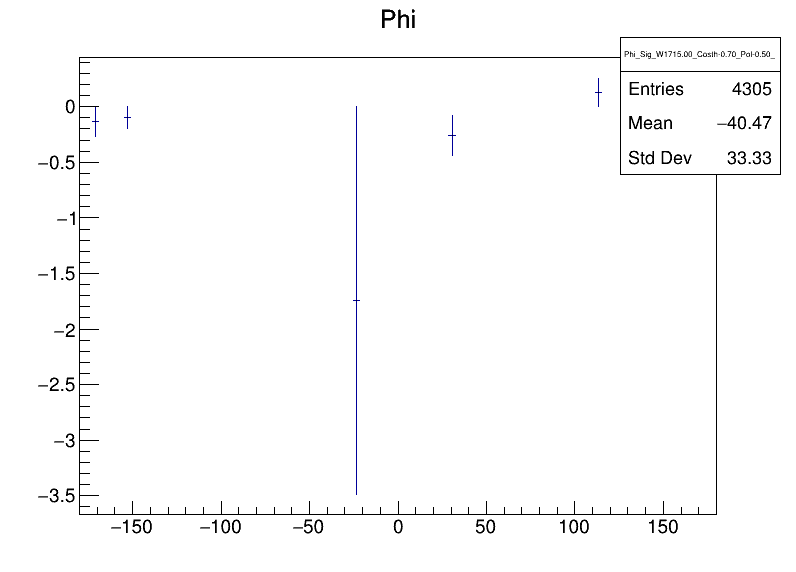 Phi
Phi_Sig_W1715.00_Costh-0.70_Pol-0.50_
Entries 4305
Mean −40.47
Std Dev 33.33
0
−0.5
−1
−1.5
−2
−2.5
−3
−3.5
−150 −100 −50 0 50 100 150